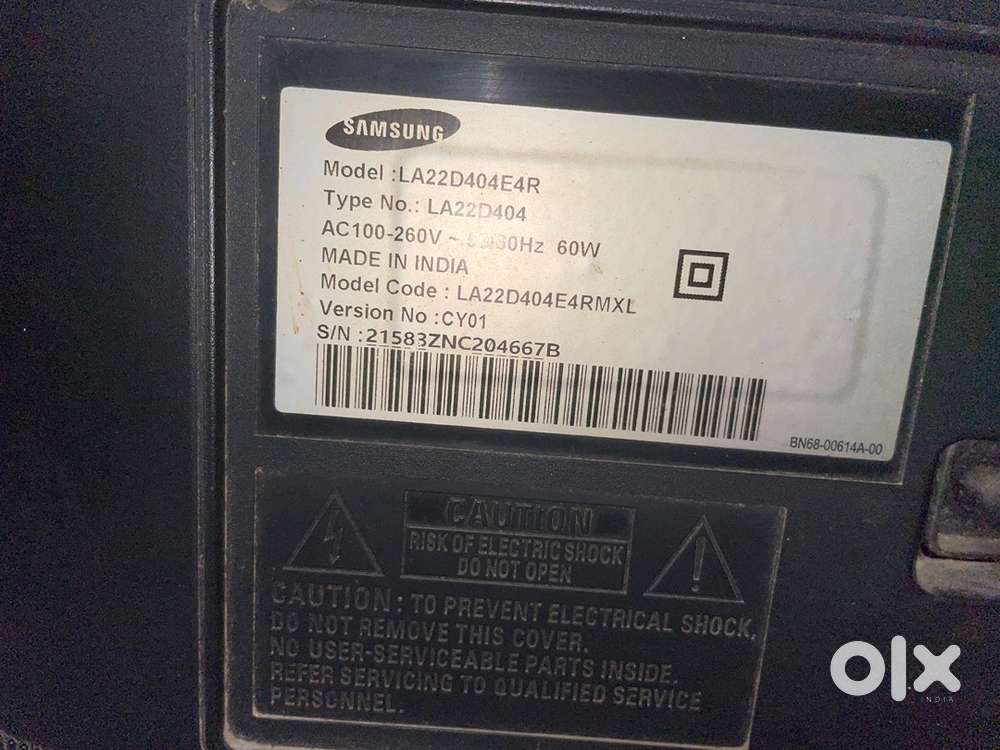 SAMSUNG
Model :LA22D404E4R
Type No.: LA22D404
AC100-260V ~ 60Hz 60W
MADE IN INDIA
Model Code : LA22D404E4RMXL
Version No :CY01
S/N :21583ZNC204667B
BN68-00614A-00
CAUTION
RISK OF ELECTRIC SHOCK
DO NOT OPEN
CAUTION: TO PREVENT ELECTRICAL SHOCK,
DO NOT REMOVE THIS COVER.
NO USER-SERVICEABLE PARTS INSIDE.
REFER SERVICING TO QUALIFIED SERVICE
PERSONNEL.
olx
INDIA